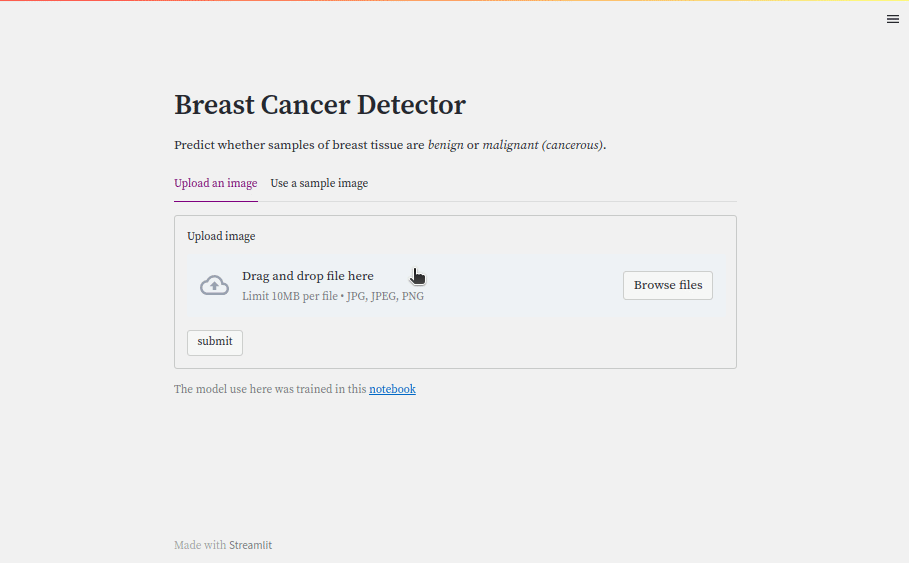 Breast Cancer Detector
Predict whether samples of breast tissue are benign or malignant (cancerous).
Upload an image Use a sample image
Upload image
Drag and drop file here
Limit 10MB per file • JPG, JPEG, PNG
Browse files
submit
The model use here was trained in this notebook
Made with Streamlit